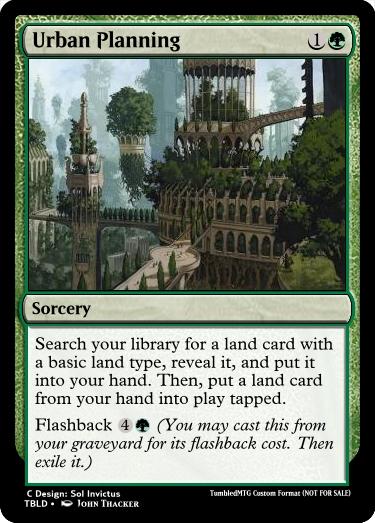 Urban Planning 1
Sorcery
Search your library for a land card with
a basic land type, reveal it, and put it
into your hand. Then, put a land card
from your hand into play tapped.
Flashback 4 (You may cast this from
your graveyard for its flashback cost. Then
exile it.)
C Design: Sol Invictus
TBLD • John Thacker
TumbledMTG Custom Format (NOT FOR SALE)